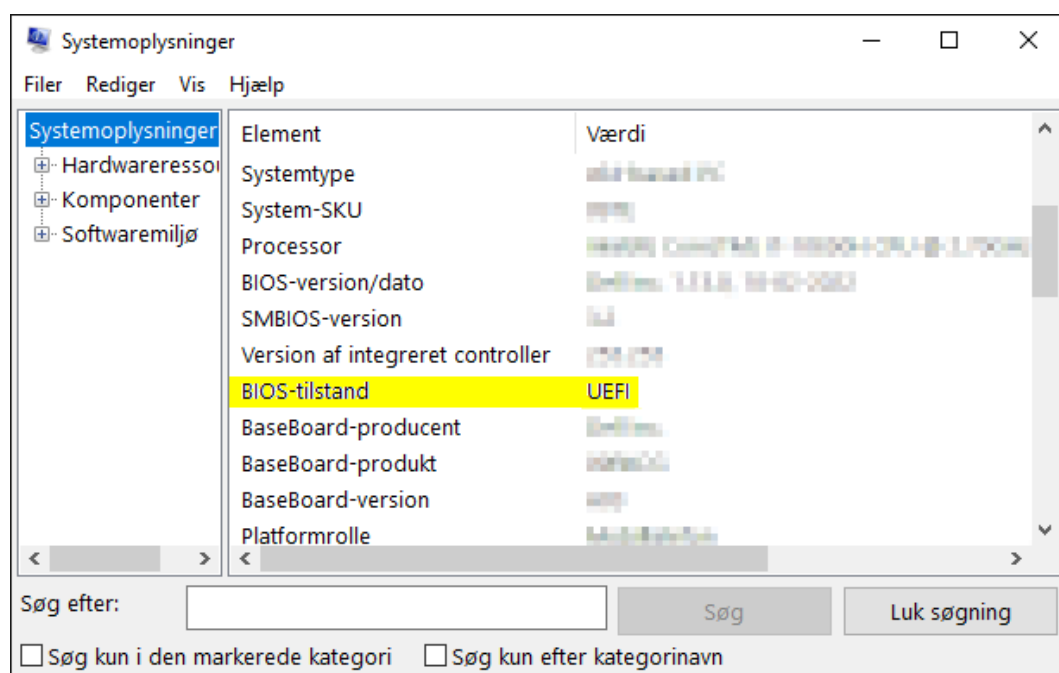 Systemoplysninger
Filer Rediger Vis Hjælp
Systemoplysninger
Hardwareresso
Komponenter
Softwaremiljø
Element Værdi
Systemtype
System-SKU
Processor
BIOS-version/dato
SMBIOS-version
Version af integreret controller
BIOS-tilstand UEFI
BaseBoard-producent
BaseBoard-produkt
BaseBoard-version
Platformrolle
Søg efter: Søg Luk søgning
Søg kun i den markerede kategori Søg kun efter kategorinavn